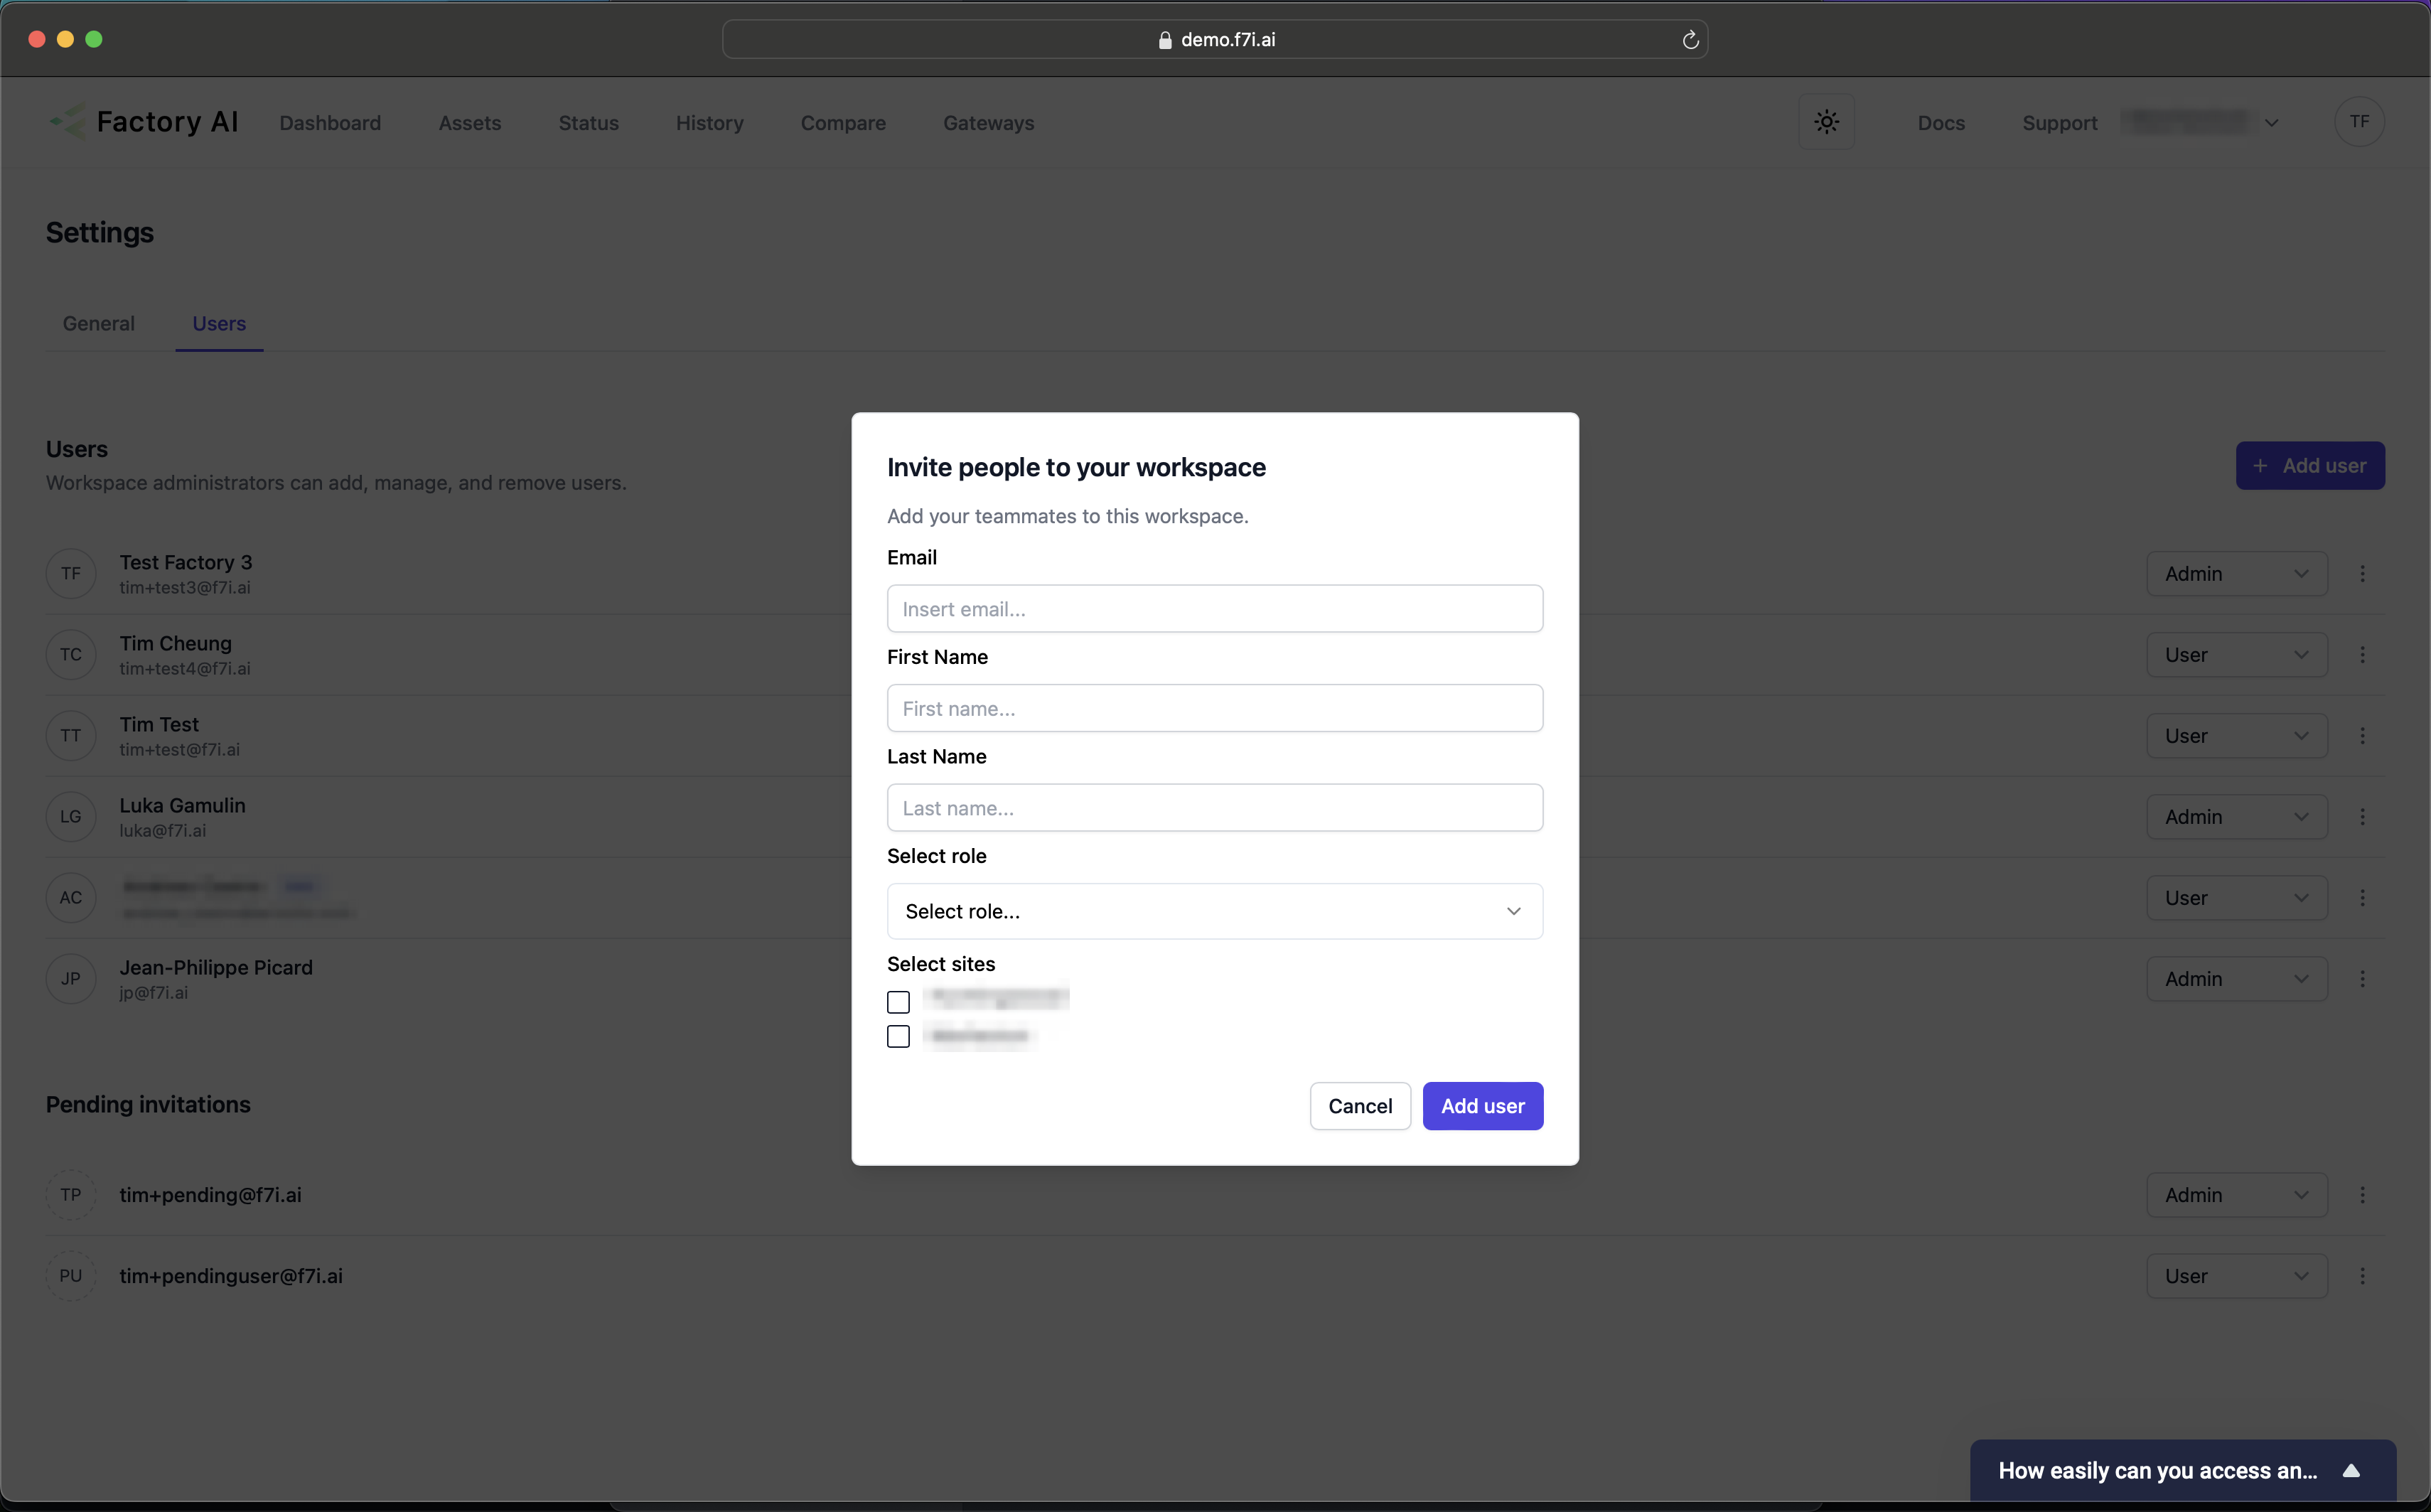 demo.f7i.ai
Factory AI
Dashboard
Assets
Status
History
Compare
Gateways
Docs
Support
TF
Settings
General
Users
Users
Workspace administrators can add, manage, and remove users.
+ Add user
TF
Test Factory 3
tim+test3@f7i.ai
Admin
TC
Tim Cheung
tim+test4@f7i.ai
User
TT
Tim Test
tim+test@f7i.ai
User
LG
Luka Gamulin
luka@f7i.ai
Admin
AC
User
JP
Jean-Philippe Picard
jp@f7i.ai
Admin
Pending invitations
TP
tim+pending@f7i.ai
Admin
PU
tim+pendinguser@f7i.ai
User
Invite people to your workspace
Add your teammates to this workspace.
Email
Insert email...
First Name
First name...
Last Name
Last name...
Select role
Select role...
Select sites
Cancel
Add user
How easily can you access an...